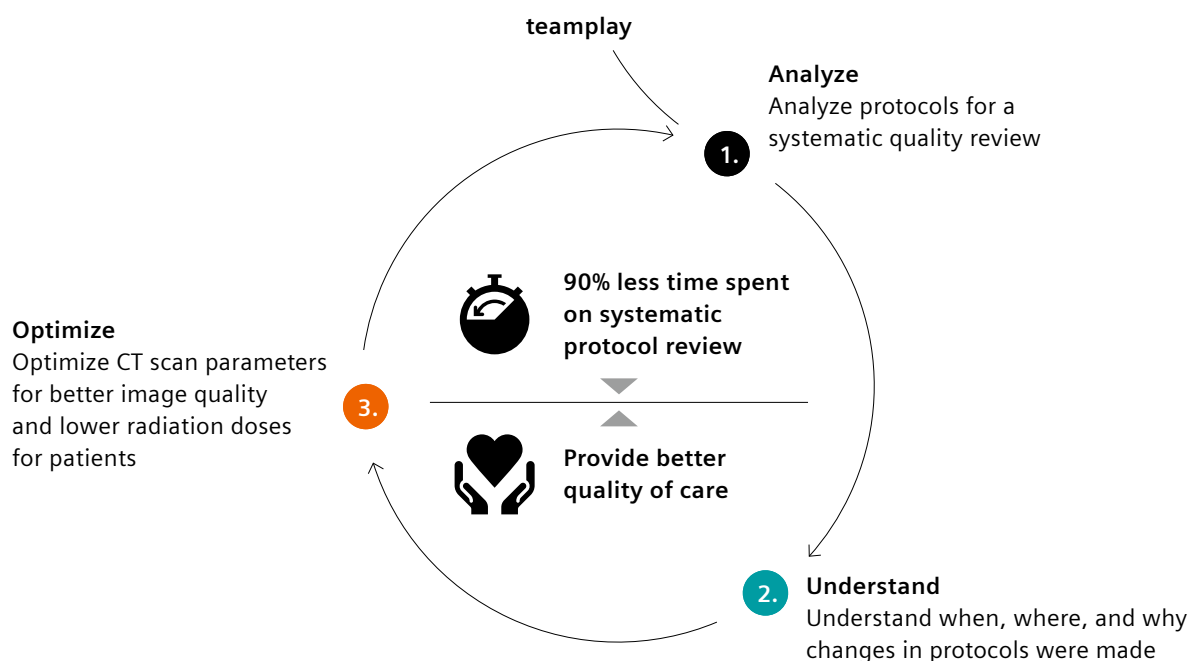 teamplay
Analyze
Analyze protocols for a
systematic quality review
1.
90% less time spent
on systematic
protocol review
Optimize
Optimize CT scan parameters
for better image quality
and lower radiation doses
for patients
3.
Provide better
quality of care
2.
Understand
Understand when, where, and why
changes in protocols were made